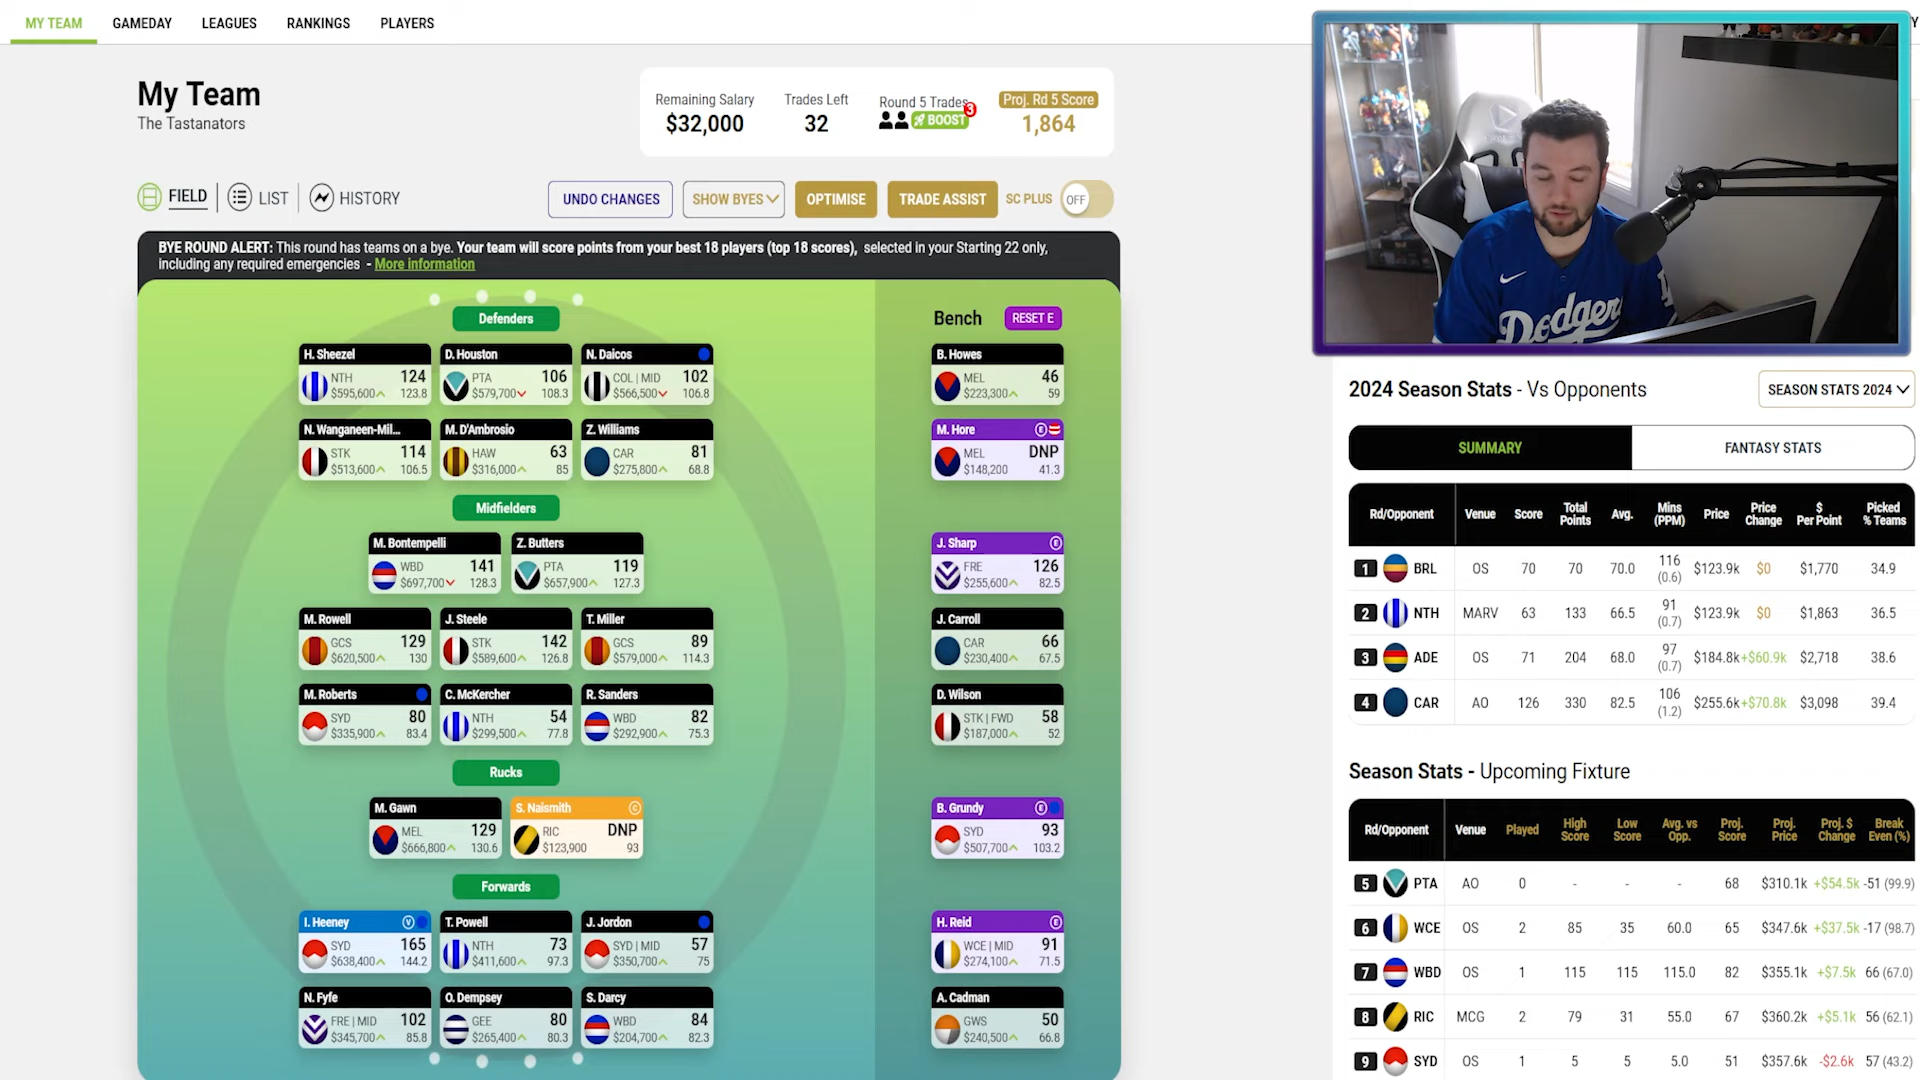 MY TEAM GAMEDAY LEAGUES RANKINGS PLAYERS
My Team
The Tastanators
Remaining Salary
$32,000
Trades Left
32
Round 5 Trades
3
BOOST
Proj. Rd 5 Score
1,864
FIELD LIST HISTORY
UNDO CHANGES SHOW BYES OPTIMISE TRADE ASSIST SC PLUS OFF
BYE ROUND ALERT: This round has teams on a bye. Your team will score points from your best 18 players (top 18 scores), selected in your Starting 22 only,
including any required emergencies - More information
Defenders
Bench RESET E
H. Sheezel
NTH 124
$595,600 123.8
D. Houston
PTA 106
$579,700 108.3
N. Daicos
COL | MID 102
$566,500 106.8
B. Howes
MEL 46
$223,300 59
N. Wanganeen-Mil...
STK 114
$513,600 106.5
M. D'Ambrosio
HAW 63
$316,000 85
Z. Williams
CAR 81
$275,800 68.8
M. Hore E
MEL DNP
$148,200 41.3
Midfielders
M. Bontempelli
WBD 141
$697,700 128.3
Z. Butters
PTA 119
$657,900 127.3
J. Sharp E
FRE 126
$255,600 82.5
M. Rowell
GCS 129
$620,500 130
J. Steele
STK 142
$589,600 126.8
T. Miller
GCS 89
$579,000 114.3
J. Carroll
CAR 66
$230,400 67.5
M. Roberts
SYD 80
$335,900 83.4
C. McKercher
NTH 54
$299,500 77.8
R. Sanders
WBD 82
$292,900 75.3
D. Wilson
STK | FWD 58
$187,000 52
Rucks
M. Gawn
MEL 129
$666,800 130.6
S. Naismith C
RIC DNP
$123,900 93
B. Grundy E
SYD 93
$507,700 103.2
Forwards
I. Heeney V
SYD 165
$638,400 144.2
T. Powell
NTH 73
$411,600 97.3
J. Jordon
SYD | MID 57
$350,700 75
H. Reid E
WCE | MID 91
$274,100 71.5
N. Fyfe
FRE | MID 102
$345,700 85.8
O. Dempsey
GEE 80
$265,400 80.3
S. Darcy
WBD 84
$204,700 82.3
A. Cadman
GWS 50
$240,500 66.8
Dodgers
2024 Season Stats - Vs Opponents
SEASON STATS 2024
SUMMARY FANTASY STATS
Rd/Opponent Venue Score Total Points Avg. Mins (PPM) Price Price Change $ Per Point Picked % Teams
1 BRL OS 70 70 70.0 116 (0.6) $123.9k $0 $1,770 34.9
2 NTH MARV 63 133 66.5 91 (0.7) $123.9k $0 $1,863 36.5
3 ADE OS 71 204 68.0 97 (0.7) $184.8k +$60.9k $2,718 38.6
4 CAR AO 126 330 82.5 106 (1.2) $255.6k +$70.8k $3,098 39.4
Season Stats - Upcoming Fixture
Rd/Opponent Venue Played High Score Low Score Avg. vs Opp. Proj. Score Proj. Price Proj. $ Change Break Even (%)
5 PTA AO 0 - - - 68 $310.1k +$54.5k -51 (99.9)
6 WCE OS 2 85 35 60.0 65 $347.6k +$37.5k -17 (98.7)
7 WBD OS 1 115 115 115.0 82 $355.1k +$7.5k 66 (67.0)
8 RIC MCG 2 79 31 55.0 67 $360.2k +$5.1k 56 (62.1)
9 SYD OS 1 5 5 5.0 51 $357.6k -$2.6k 57 (43.2)